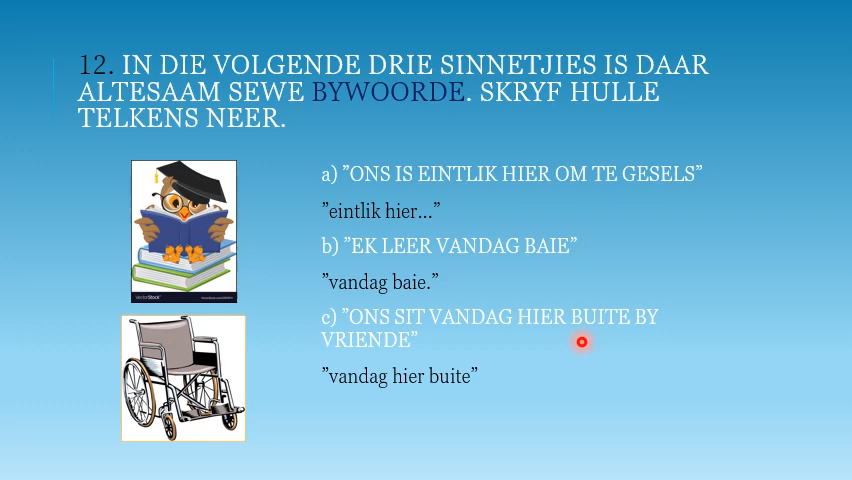 12. IN DIE VOLGENDE DRIE SINNETJIES IS DAAR
ALTESAAM SEWE BYWOORDE. SKRYF HULLE
TELKENS NEER.
a) ”ONS IS EINTLIK HIER OM TE GESELS”
”eintlik hier...”
b) ”EK LEER VANDAG BAIE”
”vandag baie.”
c) ”ONS SIT VANDAG HIER BUITE BY
VRIENDE”
”vandag hier buite”
VectorStock